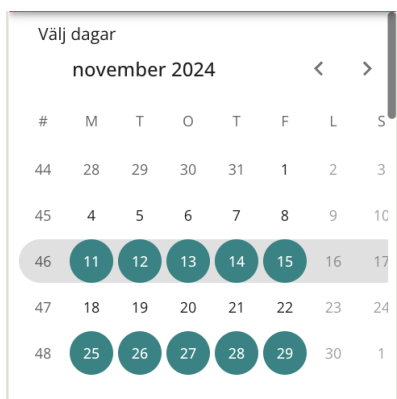 Välj dagar
november 2024
# M T O T F L S
44 28 29 30 31 1 2 3
45 4 5 6 7 8 9 10
46 11 12 13 14 15 16 17
47 18 19 20 21 22 23 24
48 25 26 27 28 29 30 1